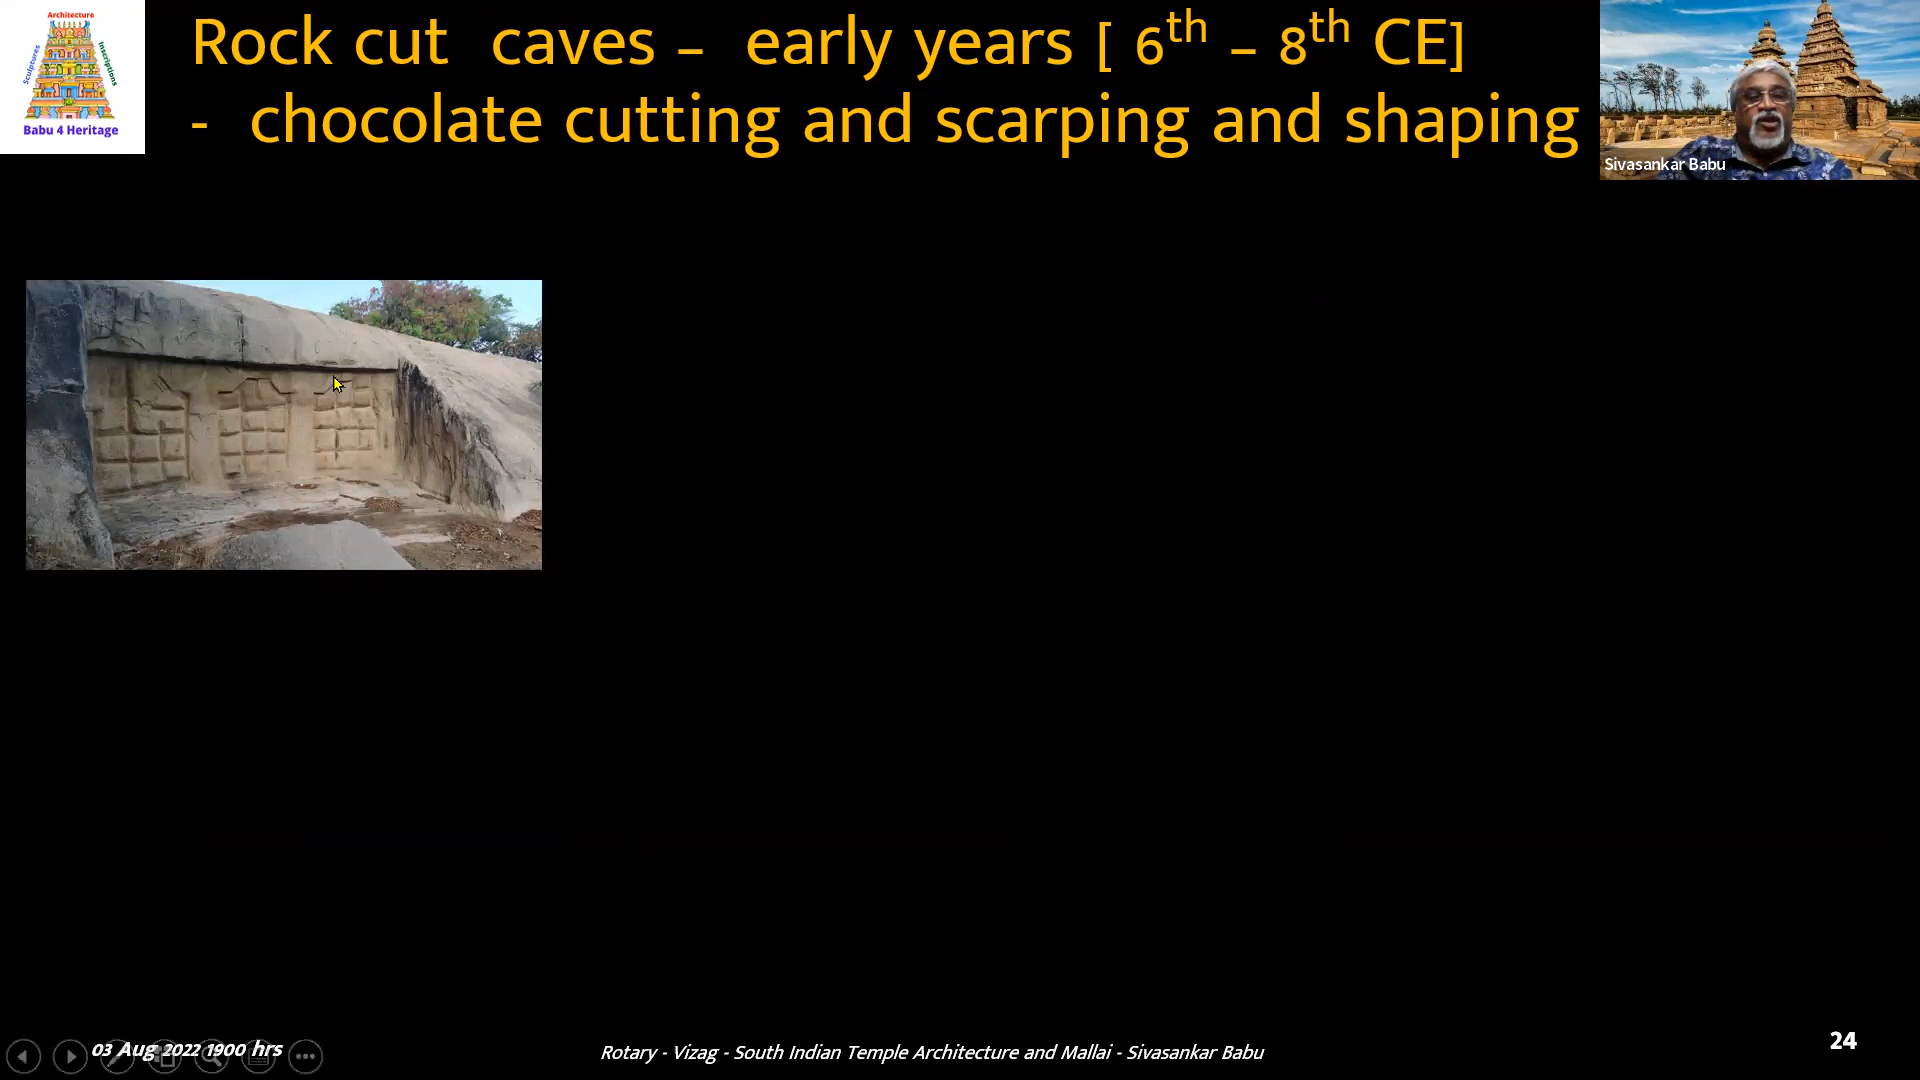 Architecture
Sculptures
Inscriptions
Babu 4 Heritage
Rock cut  caves –  early years [ 6th – 8th CE]
-  chocolate cutting and scarping and shaping
Sivasankar Babu
03 Aug 2022 1900 hrs
Rotary - Vizag - South Indian Temple Architecture and Mallai - Sivasankar Babu
24